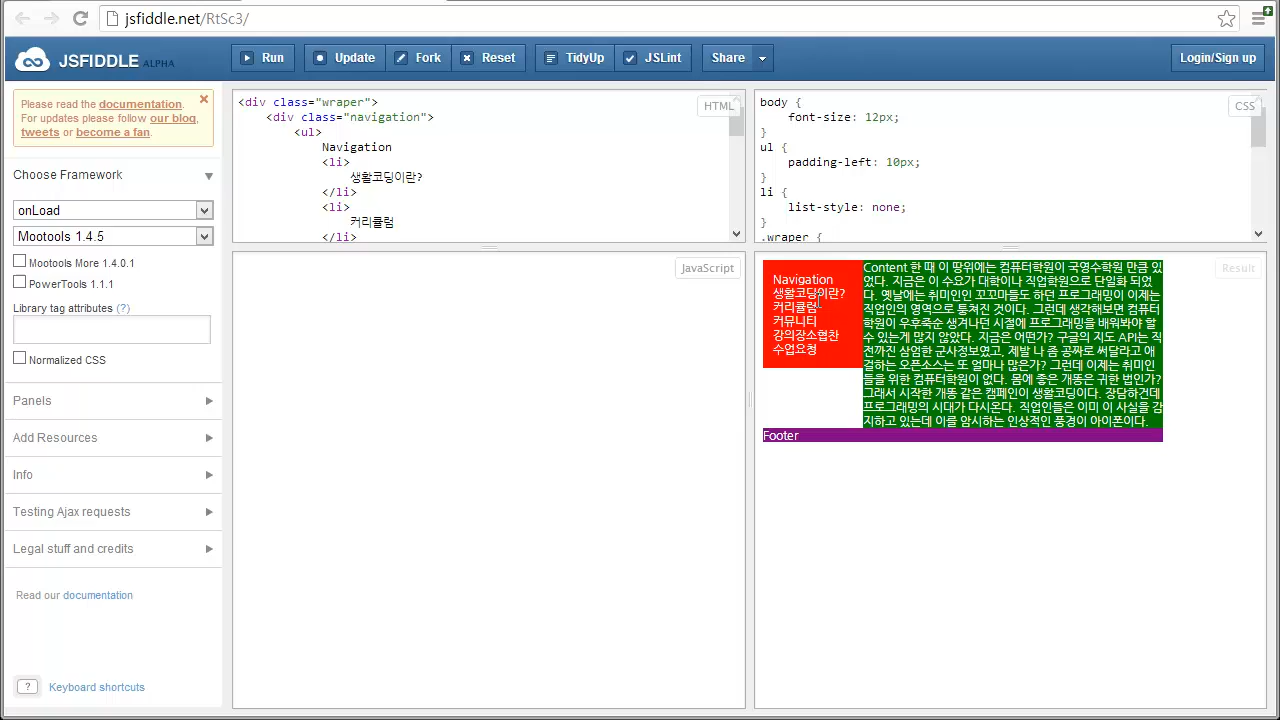 jsfiddle.net/RtSc3/
JSFIDDLE ALPHA
Run
Update
Fork
Reset
TidyUp
JSLint
Share
Login/Sign up
Please read the documentation.
For updates please follow our blog,
tweets or become a fan.
Choose Framework
onLoad
Mootools 1.4.5
Mootools More 1.4.0.1
PowerTools 1.1.1
Library tag attributes (?)
Normalized CSS
Panels
Add Resources
Info
Testing Ajax requests
Legal stuff and credits
Read our documentation
? Keyboard shortcuts
HTML
<div class="wraper">
<div class="navigation">
<ul>
Navigation
<li>
생활코딩이란?
</li>
<li>
커리큘럼
</li>
CSS
body {
font-size: 12px;
}
ul {
padding-left: 10px;
}
li {
list-style: none;
}
.wraper {
JavaScript
Result
Navigation
생활코딩이란?
커리큘럼
커뮤니티
강의장소협찬
수업요청
Content 한 때 이 땅위에는 컴퓨터학원이 국영수학원 만큼 있
었다. 지금은 이 수요가 대학이나 직업학원으로 단일화 되었
다. 옛날에는 취미인인 꼬꼬마들도 하던 프로그래밍이 이제는
직업인의 영역으로 퉁쳐진 것이다. 그런데 생각해보면 컴퓨터
학원이 우후죽순 생겨나던 시절에 프로그래밍을 배워봐야 할
수 있는게 많지 않았다. 지금은 어떤가? 구글의 지도 API는 직
전까진 삼엄한 군사정보였고, 제발 나 좀 공짜로 써달라고 애
걸하는 오픈소스는 또 얼마나 많은가? 그런데 이제는 취미인
들을 위한 컴퓨터학원이 없다. 몸에 좋은 개똥은 귀한 법인가?
그래서 시작한 개똥 같은 캠페인이 생활코딩이다. 장담하건데
프로그래밍의 시대가 다시온다. 직업인들은 이미 이 사실을 감
지하고 있는데 이를 암시하는 인상적인 풍경이 아이폰이다.
Footer